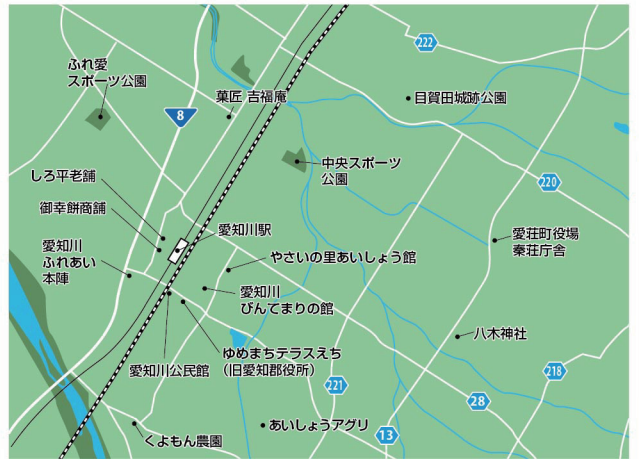 222
ふれ愛
スポーツ公園
菓匠 吉福庵
目賀田城跡公園
8
中央スポーツ
公園
しろ平老舗
220
御幸餅商舗
愛知川駅
愛荘町役場
秦荘庁舎
愛知川
ふれあい
本陣
やさいの里あいしょう館
愛知川
びんてまりの館
八木神社
ゆめまちテラスえち
（旧愛知郡役所）
愛知川公民館
218
221
28
あいしょうアグリ
13
くよもん農園